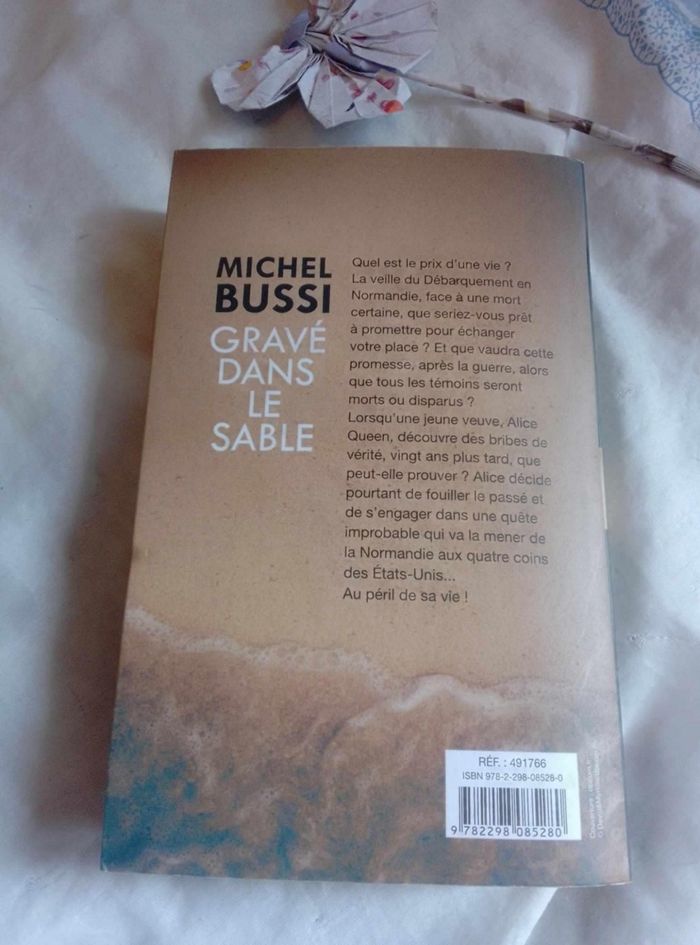 MICHEL
BUSSI
GRAVÉ
DANS
LE
SABLE
Quel est le prix d'une vie ?
La veille du Débarquement en
Normandie, face à une mort
certaine, que seriez-vous prêt
à promettre pour échanger
votre place ? Et que vaudra cette
promesse, après la guerre, alors
que tous les témoins seront
morts ou disparus ?
Lorsqu'une jeune veuve, Alice
Queen, découvre des bribes de
vérité, vingt ans plus tard, que
peut-elle prouver ? Alice décide
pourtant de fouiller le passé et
de s'engager dans une quête
improbable qui va la mener de
la Normandie aux quatre coins
des États-Unis...
Au péril de sa vie !
RÉF. : 491766
ISBN 978-2-298-08528-0
9 782298 085280
Couverture :